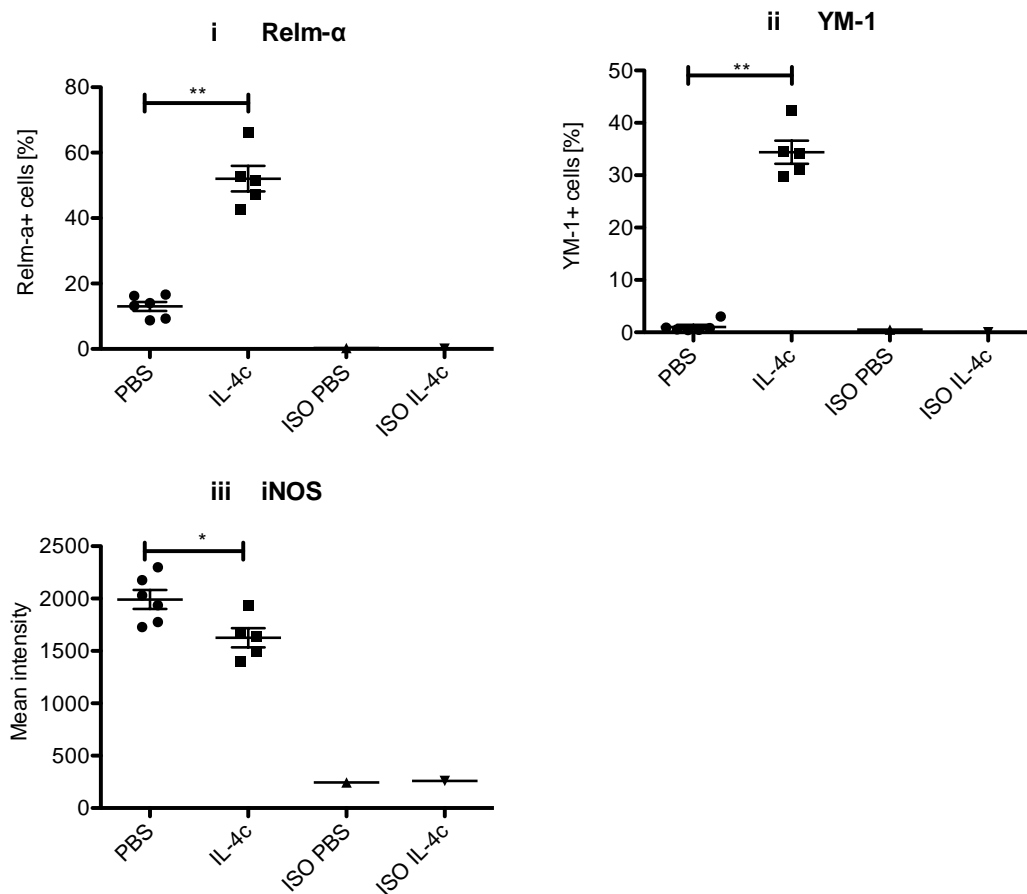 i Relm-α
Relm-a+ cells [%]
80
60
40
20
0
**
PBS
IL-4c
ISO PBS
ISO IL-4c
ii YM-1
YM-1+ cells [%]
50
40
30
20
10
0
**
PBS
IL-4c
ISO PBS
ISO IL-4c
iii iNOS
Mean intensity
2500
2000
1500
1000
500
0
*
PBS
IL-4c
ISO PBS
ISO IL-4c